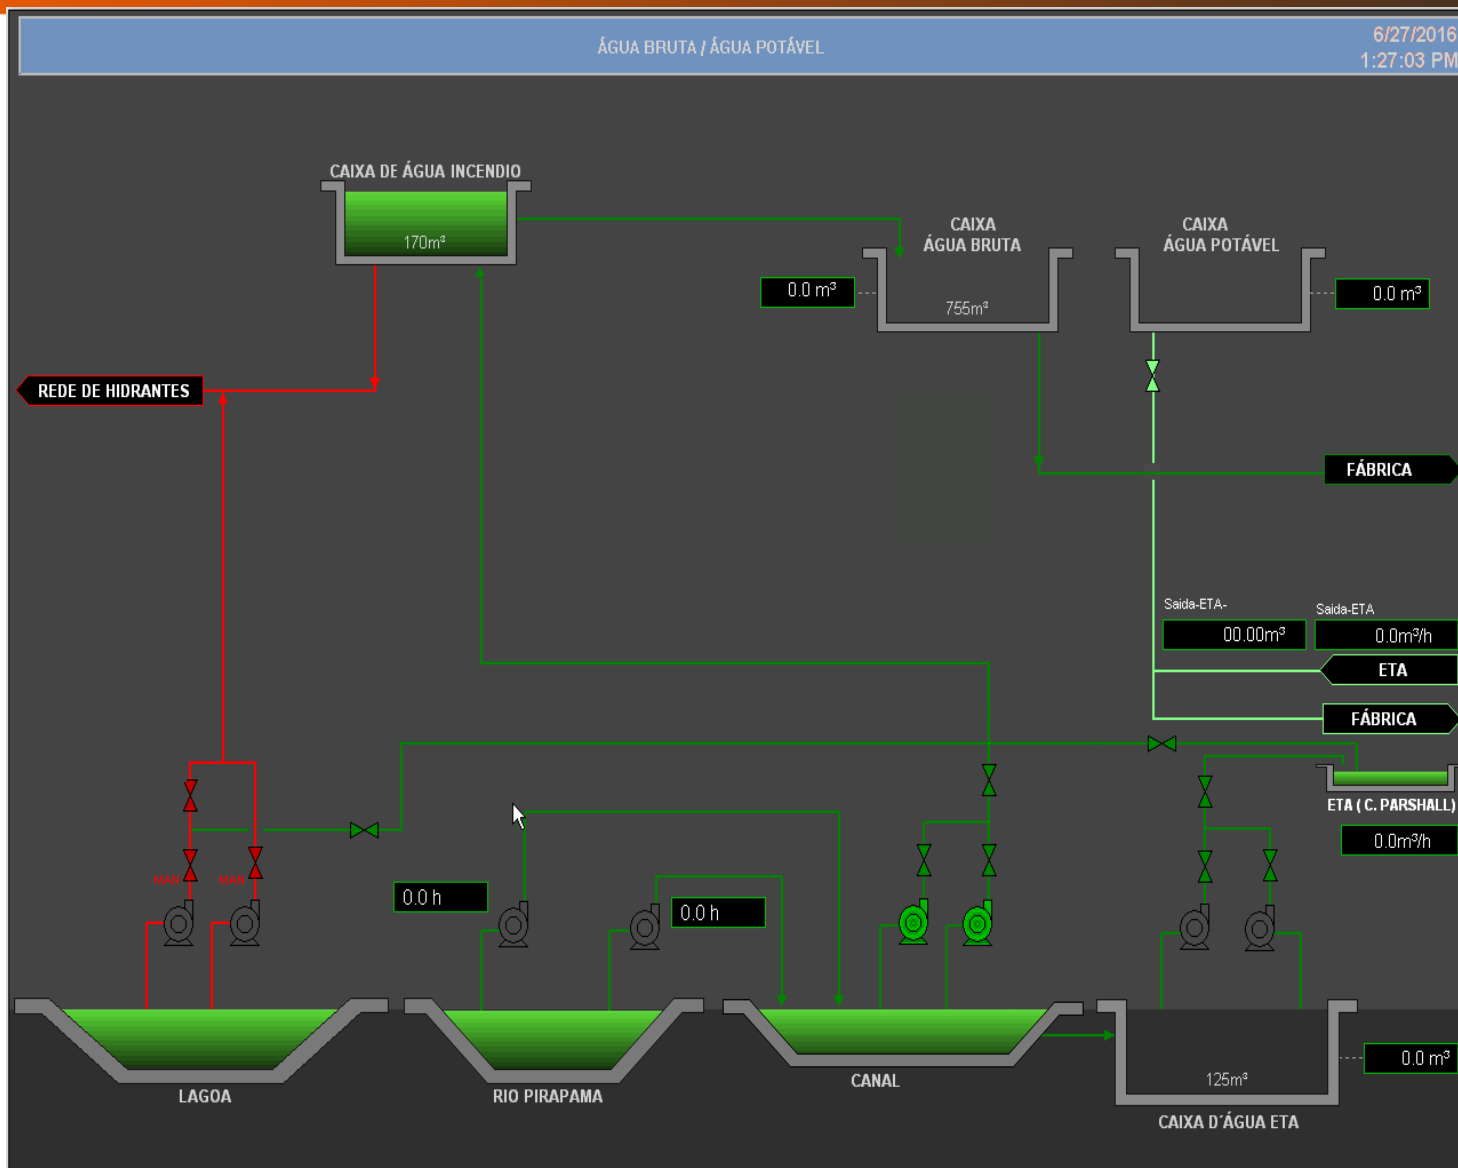 ÁGUA BRUTA / ÁGUA POTÁVEL
6/27/2016
1:27:03 PM
CAIXA DE ÁGUA INCENDIO
170m³
CAIXA
ÁGUA BRUTA
CAIXA
ÁGUA POTÁVEL
0.0 m³
755m³
0.0 m³
REDE DE HIDRANTES
FÁBRICA
Saida-ETA-
Saida-ETA
00.00m³
0.0m³/h
ETA
FÁBRICA
ETA ( C. PARSHALL)
0.0m³/h
MAN
MAN
0.0 h
0.0 h
0.0 m³
125m³
LAGOA
RIO PIRAPAMA
CANAL
CAIXA D´ÁGUA ETA